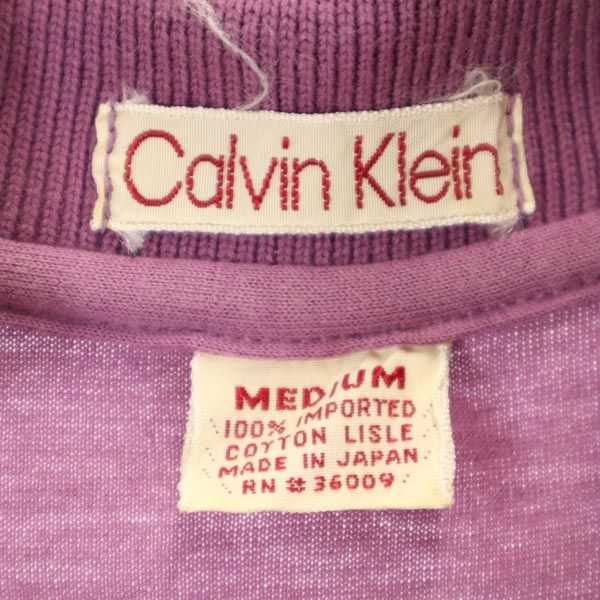 Calvin Klein
MEDIUM
100% IMPORTED
COTTON LISLE
MADE IN JAPAN
RN #36009